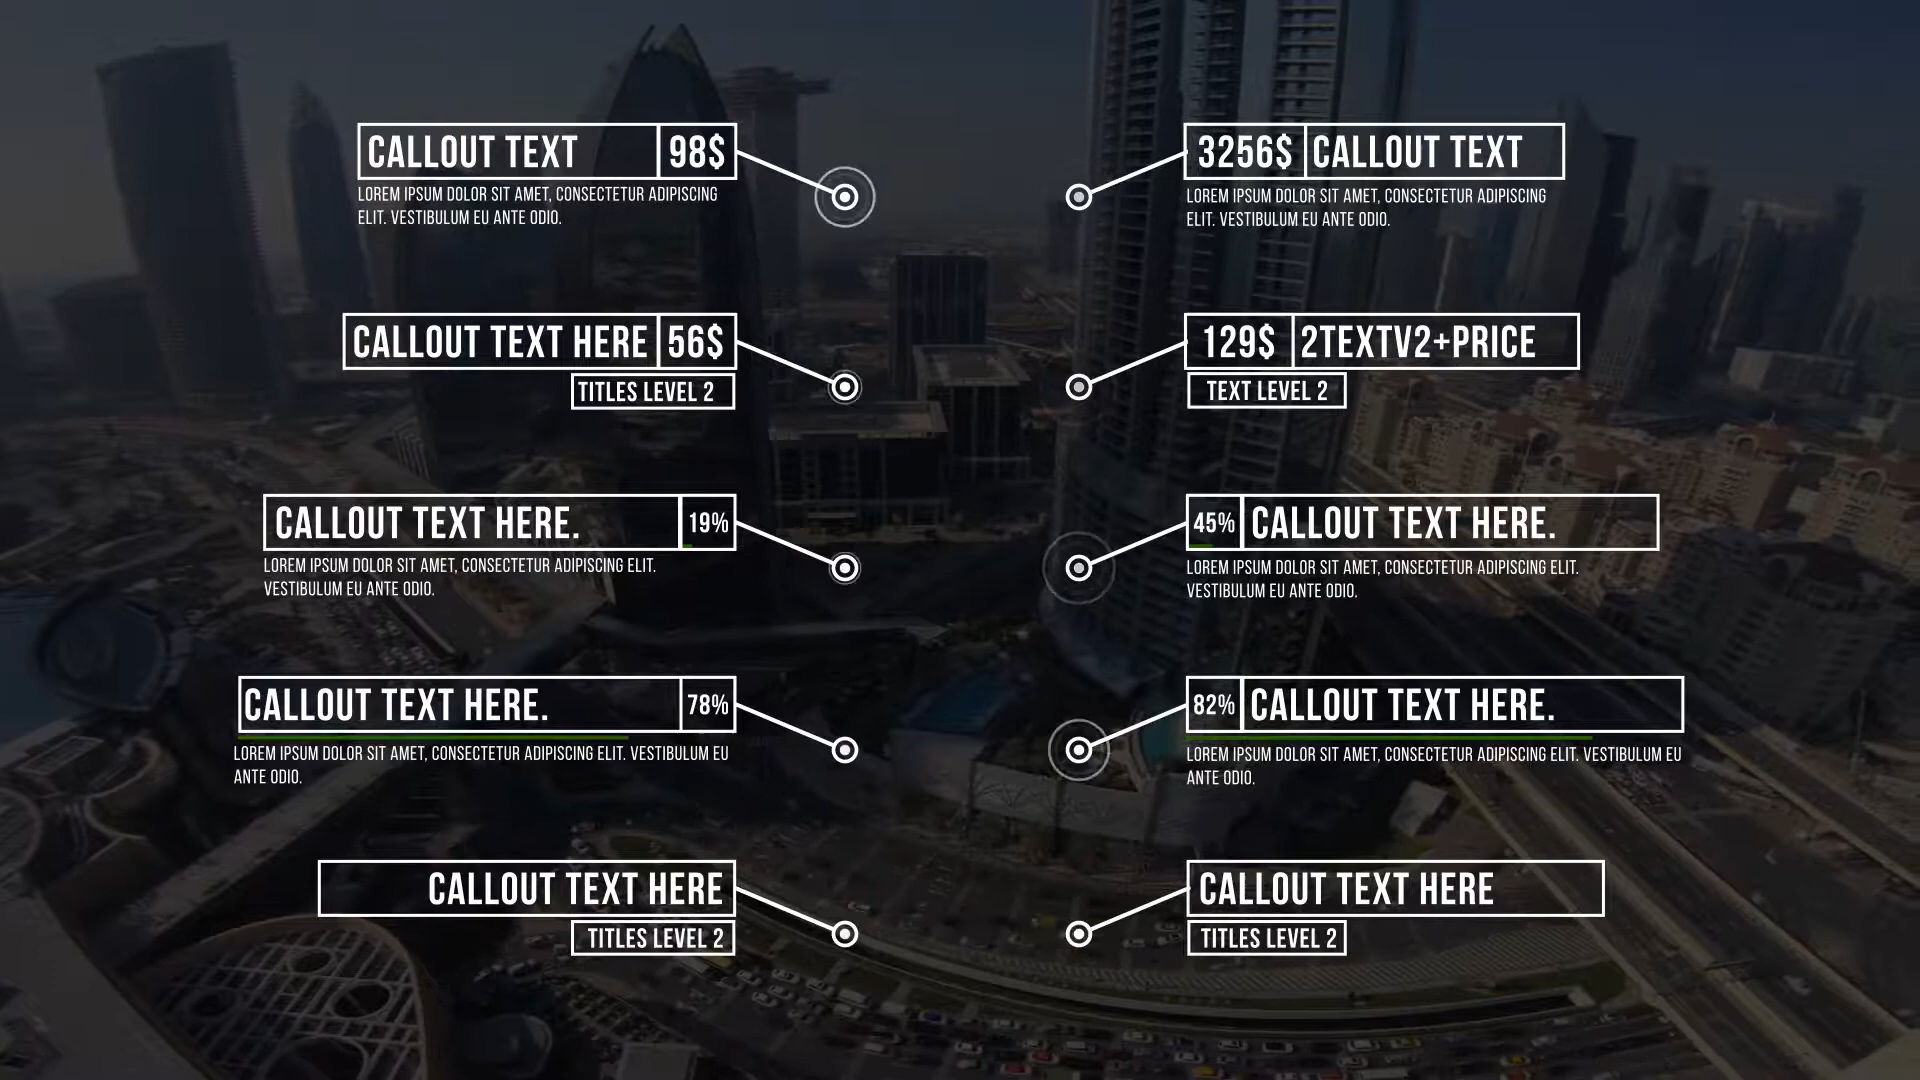 CALLOUT TEXT 98$
LOREM IPSUM DOLOR SIT AMET, CONSECTETUR ADIPISCING
ELIT. VESTIBULUM EU ANTE ODIO.
3256$ CALLOUT TEXT
LOREM IPSUM DOLOR SIT AMET, CONSECTETUR ADIPISCING
ELIT. VESTIBULUM EU ANTE ODIO.
CALLOUT TEXT HERE 56$
TITLES LEVEL 2
129$ 2TEXTV2+PRICE
TEXT LEVEL 2
CALLOUT TEXT HERE. 19%
LOREM IPSUM DOLOR SIT AMET, CONSECTETUR ADIPISCING ELIT.
VESTIBULUM EU ANTE ODIO.
45% CALLOUT TEXT HERE.
LOREM IPSUM DOLOR SIT AMET, CONSECTETUR ADIPISCING ELIT.
VESTIBULUM EU ANTE ODIO.
CALLOUT TEXT HERE. 78%
LOREM IPSUM DOLOR SIT AMET, CONSECTETUR ADIPISCING ELIT. VESTIBULUM EU
ANTE ODIO.
82% CALLOUT TEXT HERE.
LOREM IPSUM DOLOR SIT AMET, CONSECTETUR ADIPISCING ELIT. VESTIBULUM EU
ANTE ODIO.
CALLOUT TEXT HERE
TITLES LEVEL 2
CALLOUT TEXT HERE
TITLES LEVEL 2